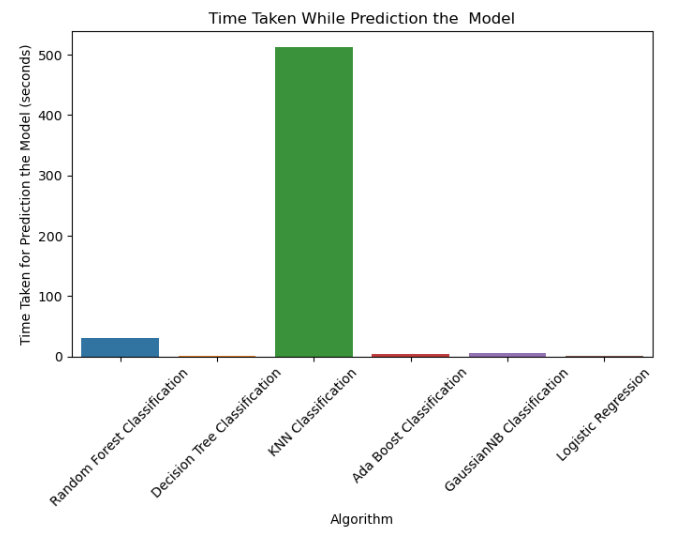 Time Taken While Prediction the  Model
Time Taken for Prediction the Model (seconds)
500
400
300
200
100
0
Random Forest Classification
Decision Tree Classification
KNN Classification
Ada Boost Classification
GaussianNB Classification
Logistic Regression
Algorithm